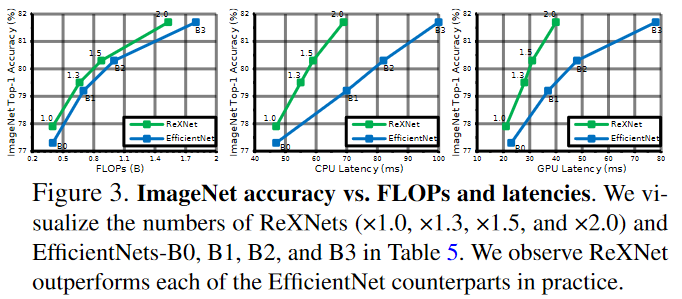 ImageNet Top-1 Accuracy (%)
82
81
80
79
78
77
0.2
0.5
0.8
1.1
1.4
1.7
2
FLOPs (B)
1.0
1.3
1.5
2.0
B0
B1
B2
B3
ReXNet
EfficientNet
ImageNet Top-1 Accuracy (%)
82
81
80
79
78
77
40
50
60
70
80
90
100
CPU Latency (ms)
1.0
1.3
1.5
2.0
B0
B1
B2
B3
ReXNet
EfficientNet
ImageNet Top-1 Accuracy (%)
82
81
80
79
78
77
10
20
30
40
50
60
70
80
GPU Latency (ms)
1.0
1.3
1.5
2.0
B0
B1
B2
B3
ReXNet
EfficientNet
Figure 3. ImageNet accuracy vs. FLOPs and latencies. We vi-
sualize the numbers of ReXNets (×1.0, ×1.3, ×1.5, and ×2.0) and
EfficientNets-B0, B1, B2, and B3 in Table 5. We observe ReXNet
outperforms each of the EfficientNet counterparts in practice.